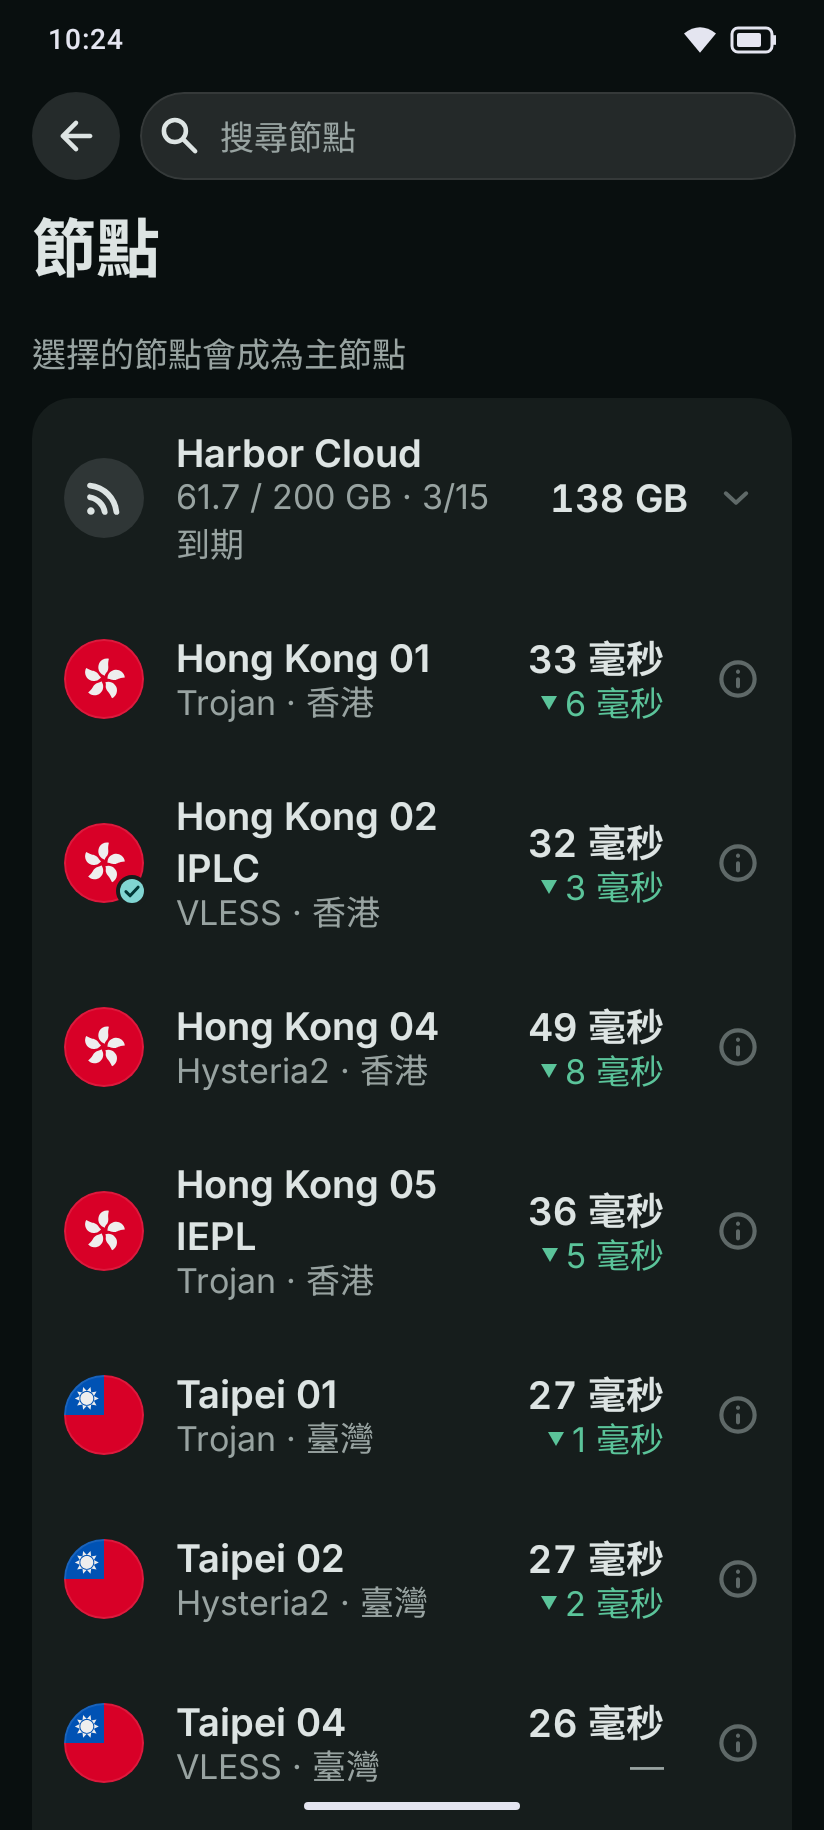 10:24
搜尋節點
節點
選擇的節點會成為主節點
Harbor Cloud
61.7 / 200 GB · 3/15
到期
138 GB
Hong Kong 01
Trojan · 香港
33 毫秒
▼6 毫秒
Hong Kong 02
IPLC
VLESS · 香港
32 毫秒
▼3 毫秒
Hong Kong 04
Hysteria2 · 香港
49 毫秒
▼8 毫秒
Hong Kong 05
IEPL
Trojan · 香港
36 毫秒
▼5 毫秒
Taipei 01
Trojan · 臺灣
27 毫秒
▼1 毫秒
Taipei 02
Hysteria2 · 臺灣
27 毫秒
▼2 毫秒
Taipei 04
VLESS · 臺灣
26 毫秒
—